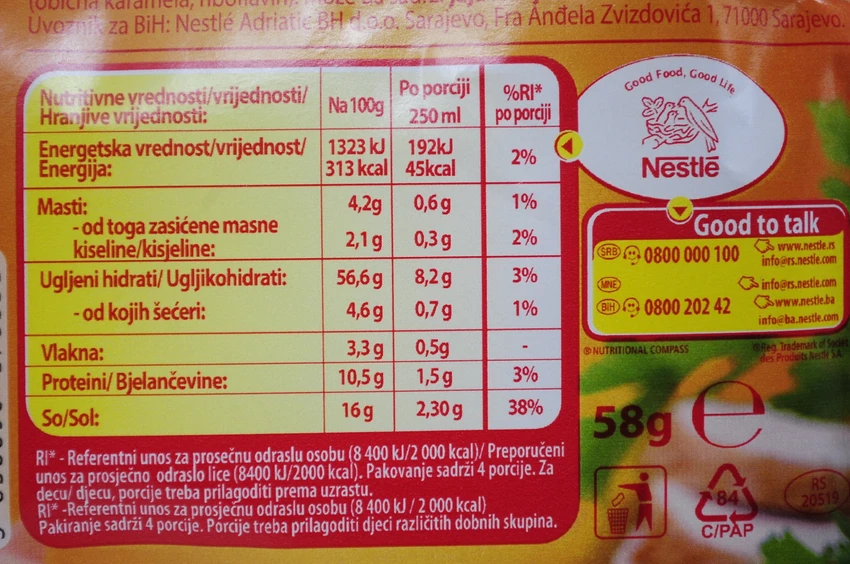 Uvoznik za BiH: Nestlé Adriatic BH d.o.o. Sarajevo, Fra Anđela Zvizdovića 1, 71000 Sarajevo.
Nutritivne vrednosti/vrijednosti/
Hranjive vrijednosti:
Na 100g
Po porciji
250 ml
%RI*
po porciji
Energetska vrednost/vrijednost/
Energija:
1323 kJ
313 kcal
192kJ
45kcal
2%
Masti:
4,2g
0,6 g
1%
- od toga zasićene masne
kiseline/kisjeline:
2,1 g
0,3 g
2%
Ugljeni hidrati/ Ugljikohidrati:
56,6 g
8,2 g
3%
- od kojih šećeri:
4,6 g
0,7 g
1%
Vlakna:
3,3 g
0,5g
-
Proteini/ Bjelančevine:
10,5 g
1,5 g
3%
So/Sol:
16 g
2,30 g
38%
RI* - Referentni unos za prosečnu odraslu osobu (8 400 kJ/2 000 kcal)/ Preporučeni
unos za prosječno odraslo lice (8400 kJ/2000 kcal). Pakovanje sadrži 4 porcije. Za
decu/ djecu, porcije treba prilagoditi prema uzrastu.
RI* -Referentni unos za prosječnu odraslu osobu (8 400 kJ / 2 000 kcal)
Pakiranje sadrži 4 porcije. Porcije treba prilagoditi djeci različitih dobnih skupina.
Good Food, Good Life
Nestlé
Good to talk
SRB 0800 000 100
www.nestle.rs
info@rs.nestle.com
MNE
info@rs.nestle.com
BIH 0800 202 42
www.nestle.ba
info@ba.nestle.com
® NUTRITIONAL COMPASS
®Reg. Trademark of Société
des Produits Nestlé S.A.
58g e
84
C/PAP
RS
20519